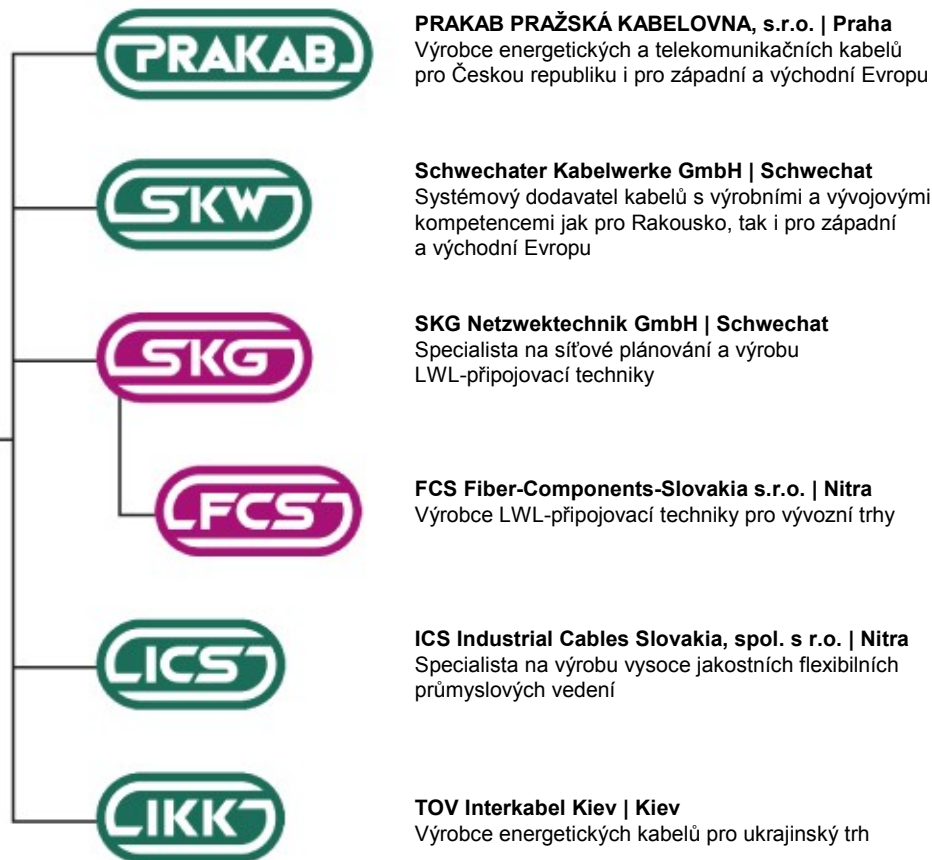 PRAKAB
PRAKAB PRAŽSKÁ KABELOVNA, s.r.o. | Praha
Výrobce energetických a telekomunikačních kabelů
pro Českou republiku i pro západní a východní Evropu
SKW
Schwechater Kabelwerke GmbH | Schwechat
Systémový dodavatel kabelů s výrobními a vývojovými
kompetencemi jak pro Rakousko, tak i pro západní
a východní Evropu
SKG
SKG Netzwektechnik GmbH | Schwechat
Specialista na síťové plánování a výrobu
LWL-připojovací techniky
FCS
FCS Fiber-Components-Slovakia s.r.o. | Nitra
Výrobce LWL-připojovací techniky pro vývozní trhy
ICS
ICS Industrial Cables Slovakia, spol. s r.o. | Nitra
Specialista na výrobu vysoce jakostních flexibilních
průmyslových vedení
IKK
TOV Interkabel Kiev | Kiev
Výrobce energetických kabelů pro ukrajinský trh